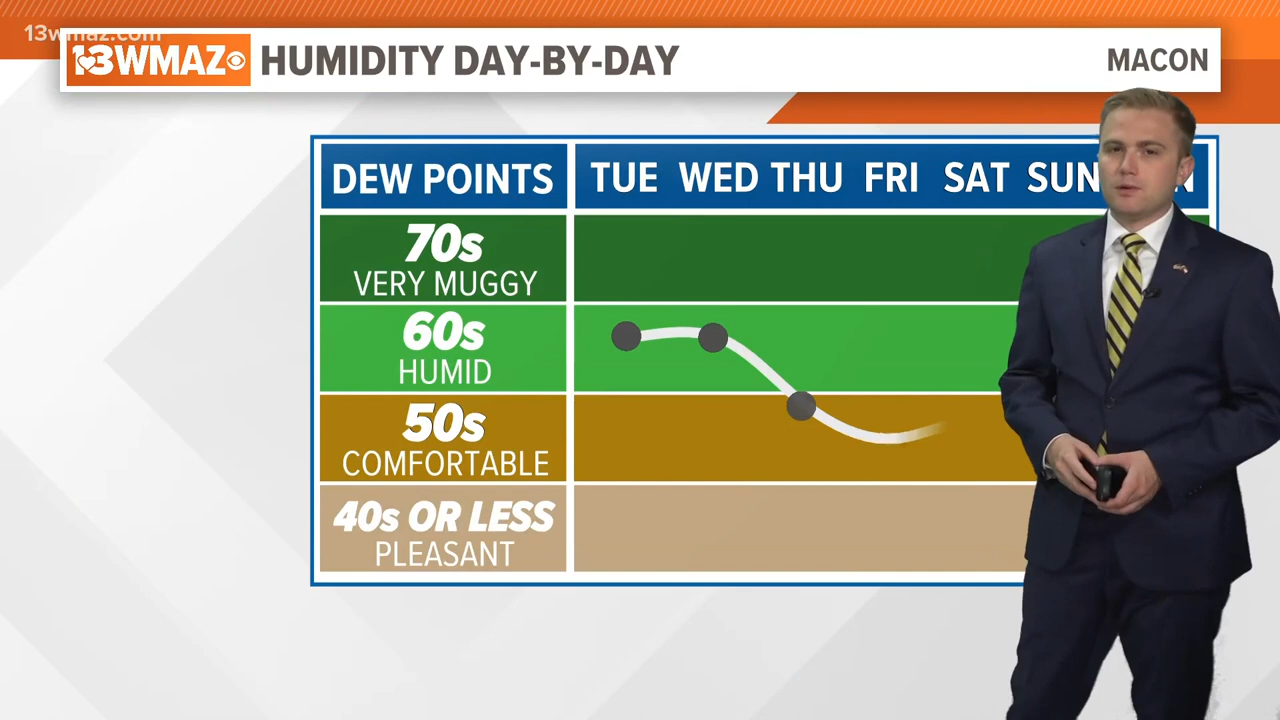 13wmaz.com
13WMAZ
HUMIDITY DAY-BY-DAY
MACON
DEW POINTS
TUE WED THU FRI SAT SUN
70s
VERY MUGGY
60s
HUMID
50s
COMFORTABLE
40s OR LESS
PLEASANT